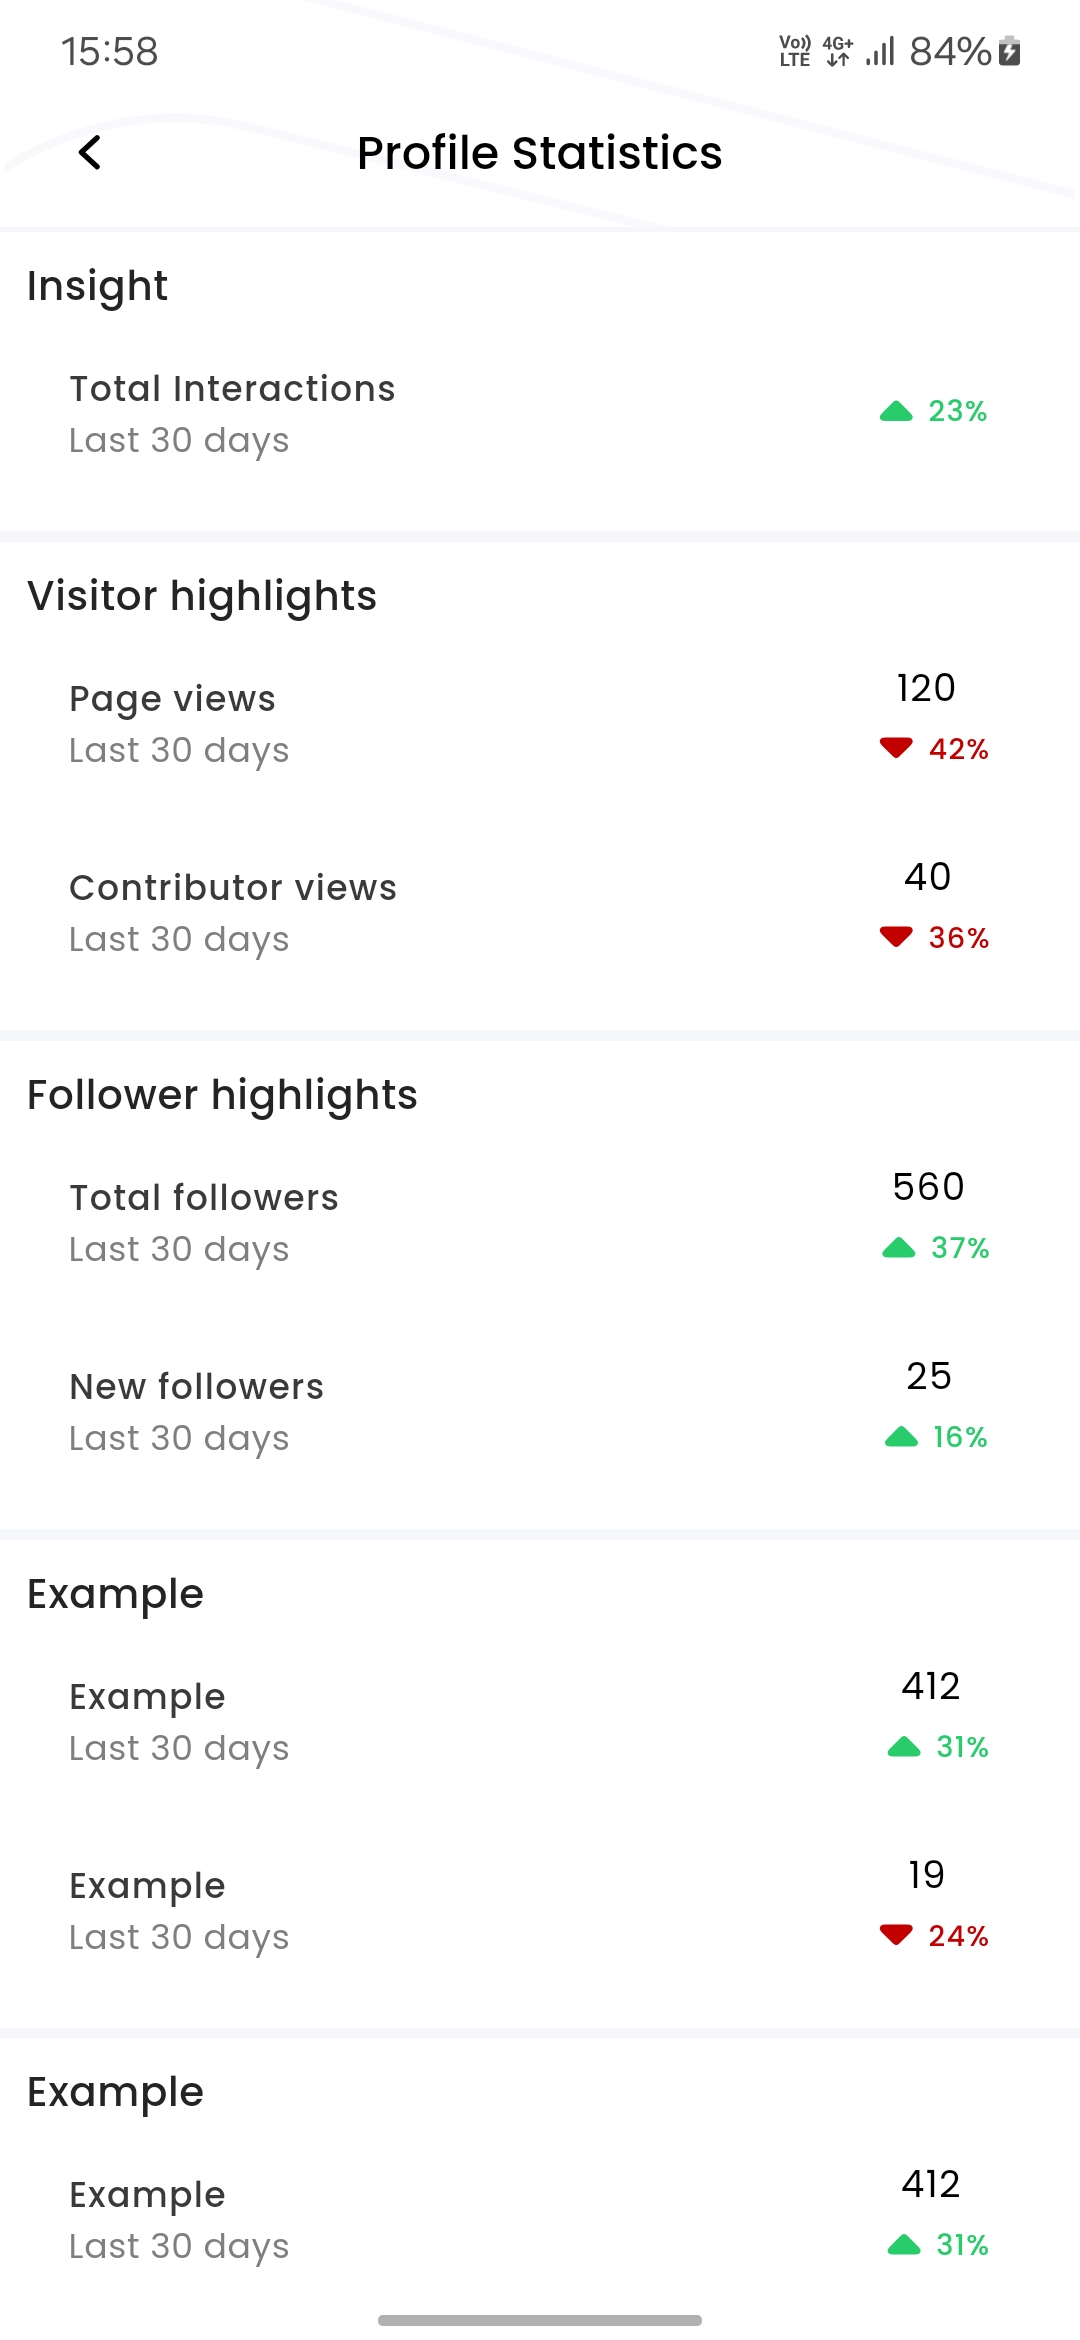 15:58
Vo)) LTE 4G+ 84%
Profile Statistics
Insight
Total Interactions
Last 30 days
23%
Visitor highlights
Page views
Last 30 days
120
42%
Contributor views
Last 30 days
40
36%
Follower highlights
Total followers
Last 30 days
560
37%
New followers
Last 30 days
25
16%
Example
Example
Last 30 days
412
31%
Example
Last 30 days
19
24%
Example
Example
Last 30 days
412
31%